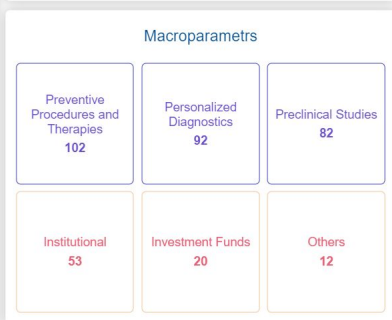 Macroparametrs
Preventive
Procedures and
Therapies
102
Personalized
Diagnostics
92
Preclinical Studies
82
Institutional
53
Investment Funds
20
Others
12